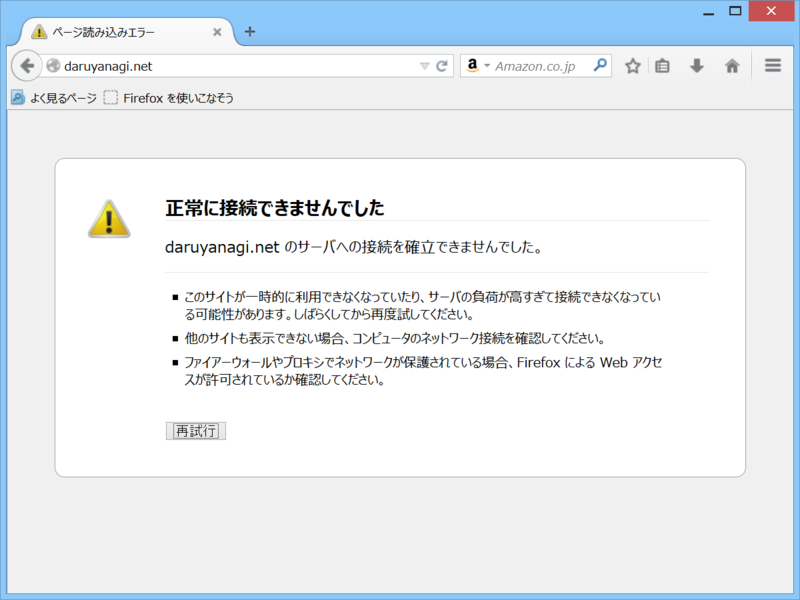 ページ読み込みエラー
daruyanagi.net
a
Amazon.co.jp
よく見るページ
Firefox を使いこなそう
正常に接続できませんでした
daruyanagi.net のサーバへの接続を確立できませんでした。
このサイトが一時的に利用できなくなっていたり、サーバの負荷が高すぎて接続できなくなってい
る可能性があります。しばらくしてから再度試してください。
他のサイトも表示できない場合、コンピュータのネットワーク接続を確認してください。
ファイアーウォールやプロキシでネットワークが保護されている場合、Firefox による Web アクセ
スが許可されているか確認してください。
再試行